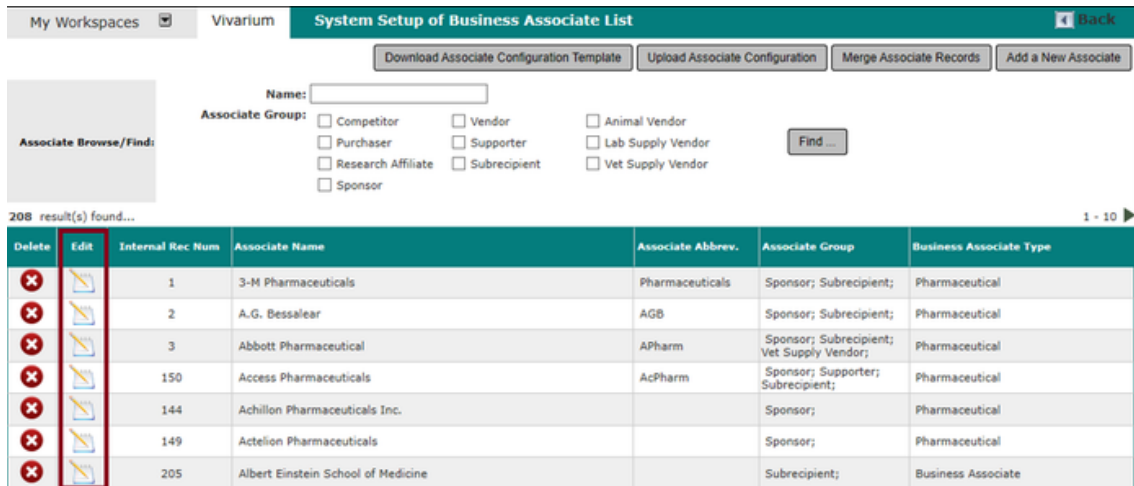 My Workspaces Vivarium System Setup of Business Associate List Back
Download Associate Configuration Template Upload Associate Configuration Merge Associate Records Add a New Associate
Name:
Associate Group:
Competitor Vendor Animal Vendor
Associate Browse/Find:
Purchaser Supporter Lab Supply Vendor Find ...
Research Affiliate Subrecipient Vet Supply Vendor
Sponsor
208 result(s) found... 1 - 10
Delete Edit Internal Rec Num Associate Name Associate Abbrev. Associate Group Business Associate Type
1 3-M Pharmaceuticals Pharmaceuticals Sponsor; Subrecipient; Pharmaceutical
2 A.G. Bessalear AGB Sponsor; Subrecipient; Pharmaceutical
3 Abbott Pharmaceutical APharm Sponsor; Subrecipient; Vet Supply Vendor; Pharmaceutical
150 Access Pharmaceuticals AcPharm Sponsor; Supporter; Subrecipient; Pharmaceutical
144 Achillon Pharmaceuticals Inc. Sponsor; Pharmaceutical
149 Actelion Pharmaceuticals Sponsor; Pharmaceutical
205 Albert Einstein School of Medicine Subrecipient; Business Associate